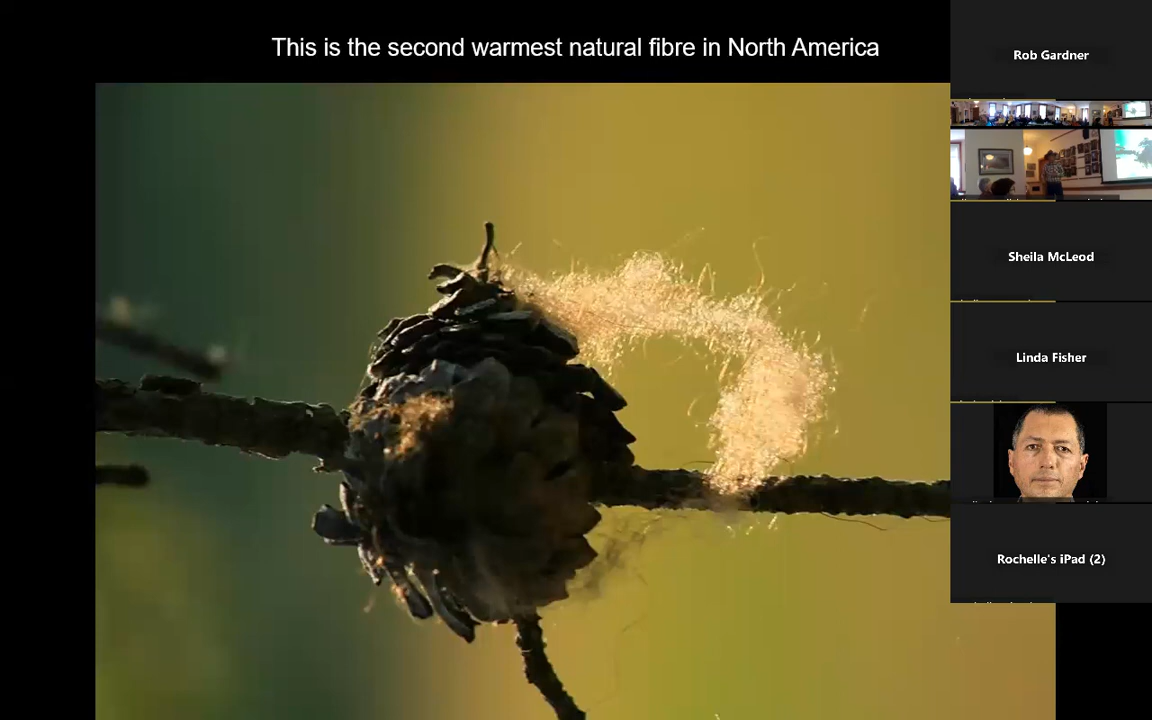 This is the second warmest natural fibre in North America
Rob Gardner
Sheila McLeod
Linda Fisher
Rochelle's iPad (2)